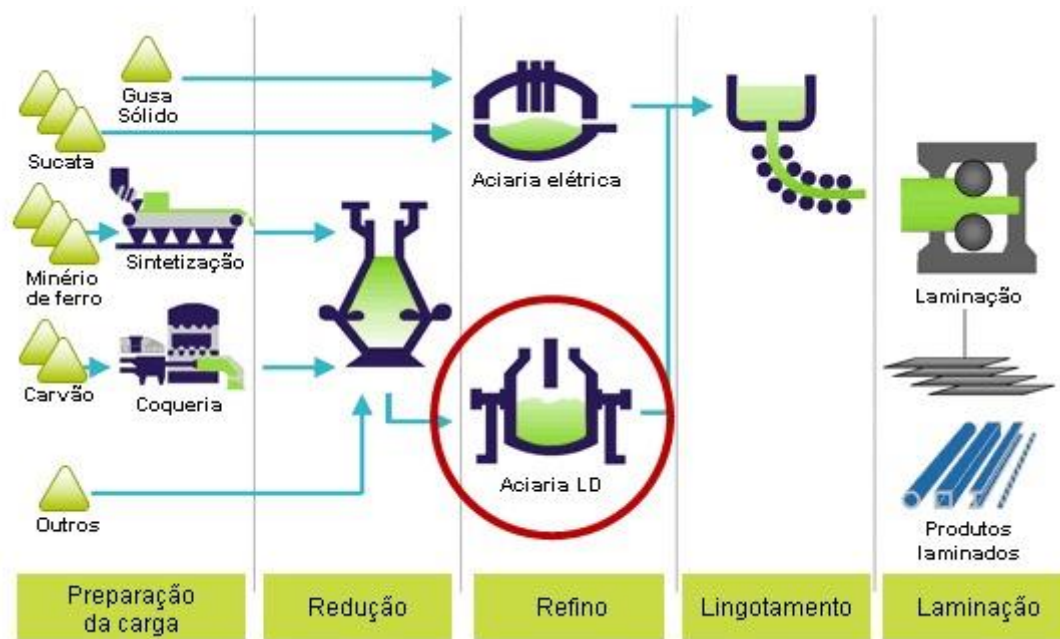 Gusa
Sólido
Sucata
Minério
de ferro
Sintetização
Carvão
Coqueria
Outros
Aciaria elétrica
Aciaria LD
Laminação
Produtos
laminados
Preparação
da carga
Redução
Refino
Lingotamento
Laminação